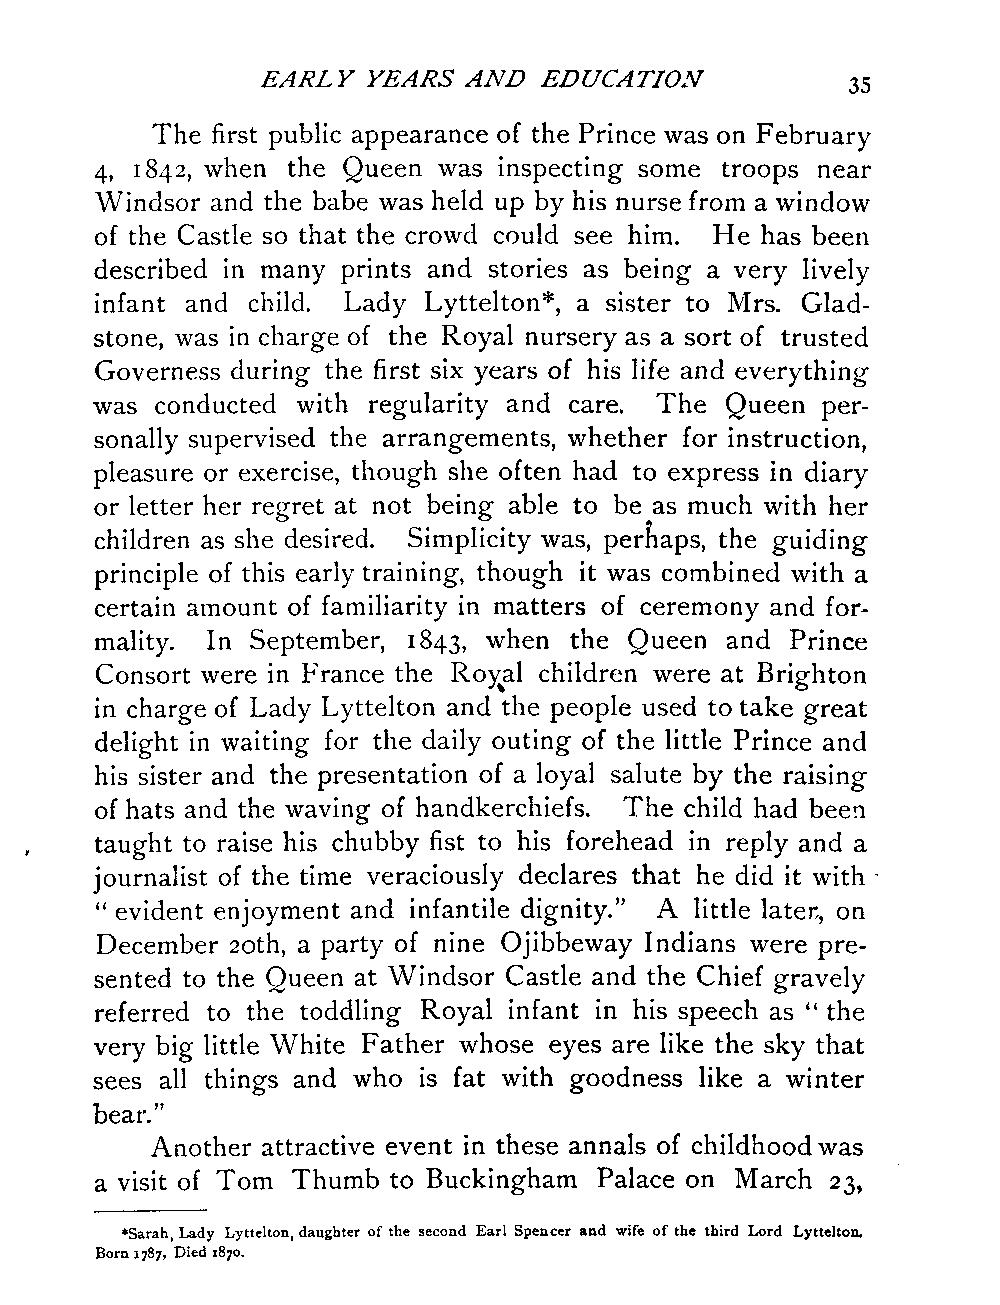 EARLY YEARS AND EDUCATION 35
The first public appearance of the Prince was on February
4, 1842, when the Queen was inspecting some troops near
Windsor and the babe was held up by his nurse from a window
of the Castle so that the crowd could see him. He has been
described in many prints and stories as being a very lively
infant and child. Lady Lyttelton*, a sister to Mrs. Glad-
stone, was in charge of the Royal nursery as a sort of trusted
Governess during the first six years of his life and everything
was conducted with regularity and care. The Queen per-
sonally supervised the arrangements, whether for instruction,
pleasure or exercise, though she often had to express in diary
or letter her regret at not being able to be as much with her
children as she desired. Simplicity was, perhaps, the guiding
principle of this early training, though it was combined with a
certain amount of familiarity in matters of ceremony and for-
mality. In September, 1843, when the Queen and Prince
Consort were in France the Royal children were at Brighton
in charge of Lady Lyttelton and the people used to take great
delight in waiting for the daily outing of the little Prince and
his sister and the presentation of a loyal salute by the raising
of hats and the waving of handkerchiefs. The child had been
taught to raise his chubby fist to his forehead in reply and a
journalist of the time veraciously declares that he did it with
“ evident enjoyment and infantile dignity.” A little later, on
December 20th, a party of nine Ojibbeway Indians were pre-
sented to the Queen at Windsor Castle and the Chief gravely
referred to the toddling Royal infant in his speech as “ the
very big little White Father whose eyes are like the sky that
sees all things and who is fat with goodness like a winter
bear.”
Another attractive event in these annals of childhood was
a visit of Tom Thumb to Buckingham Palace on March 23,
*Sarah, Lady Lyttelton, daughter of the second Earl Spencer and wife of the third Lord Lyttelton.
Born 1787, Died 1870.